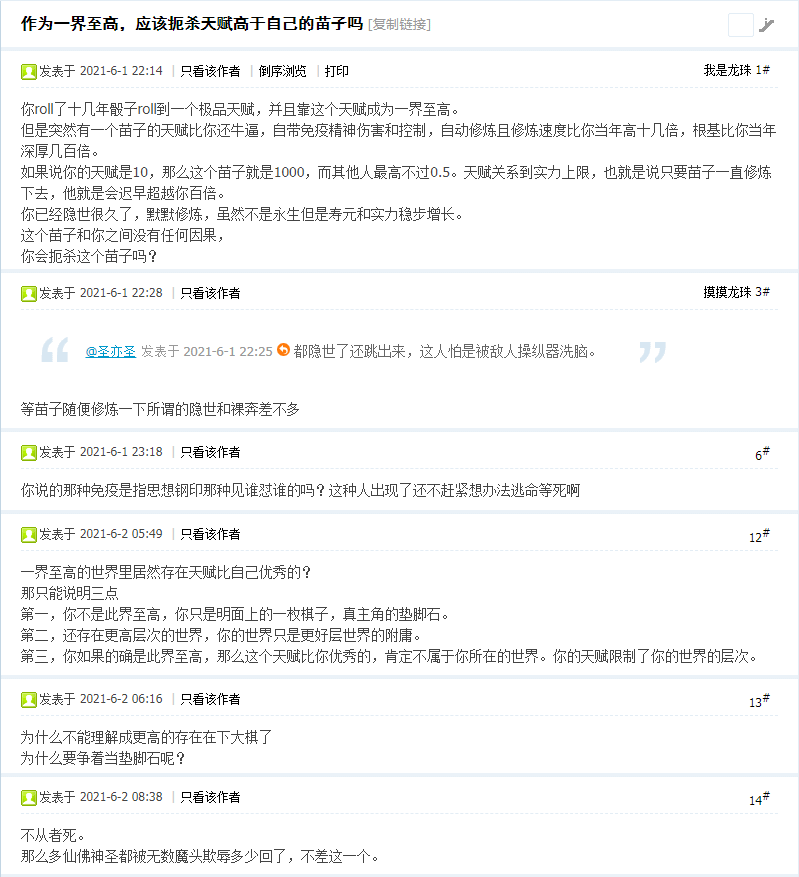 作为一界至高，应该扼杀天赋高于自己的苗子吗 [复制链接]
发表于 2021-6-1 22:14 | 只看该作者 | 倒序浏览 | 打印 我是龙珠 1#
你roll了十几年骰子roll到一个极品天赋，并且靠这个天赋成为一界至高。
但是突然有一个苗子的天赋比你还牛逼，自带免疫精神伤害和控制，自动修炼且修炼速度比你当年高十几倍，根基比你当年
深厚几百倍。
如果说你的天赋是10，那么这个苗子就是1000，而其他人最高不过0.5。天赋关系到实力上限，也就是说只要苗子一直修炼
下去，他就是会迟早超越你百倍。
你已经隐世很久了，默默修炼，虽然不是永生但是寿元和实力稳步增长。
这个苗子和你之间没有任何因果，
你会扼杀这个苗子吗？
发表于 2021-6-1 22:28 | 只看该作者 摸摸龙珠 3#
@圣亦圣 发表于 2021-6-1 22:25 都隐世了还跳出来，这人怕是被敌人操纵器洗脑。
等苗子随便修炼一下所谓的隐世和裸奔差不多
发表于 2021-6-1 23:18 | 只看该作者 6#
你说的那种免疫是指思想钢印那种见谁怼谁的吗？这种人出现了还不赶紧想办法逃命等死啊
发表于 2021-6-2 05:49 | 只看该作者 12#
一界至高的世界里居然存在天赋比自己优秀的？
那只能说明三点
第一，你不是此界至高，你只是明面上的一枚棋子，真主角的垫脚石。
第二，还存在更高层次的世界，你的世界只是更好层世界的附庸。
第三，你如果的确是此界至高，那么这个天赋比你优秀的，肯定不属于你所在的世界。你的天赋限制了你的世界的层次。
发表于 2021-6-2 06:16 | 只看该作者 13#
为什么不能理解成更高的存在在下大棋了
为什么要争着当垫脚石呢？
发表于 2021-6-2 08:38 | 只看该作者 14#
不从者死。
那么多仙佛神圣都被无数魔头欺辱多少回了，不差这一个。